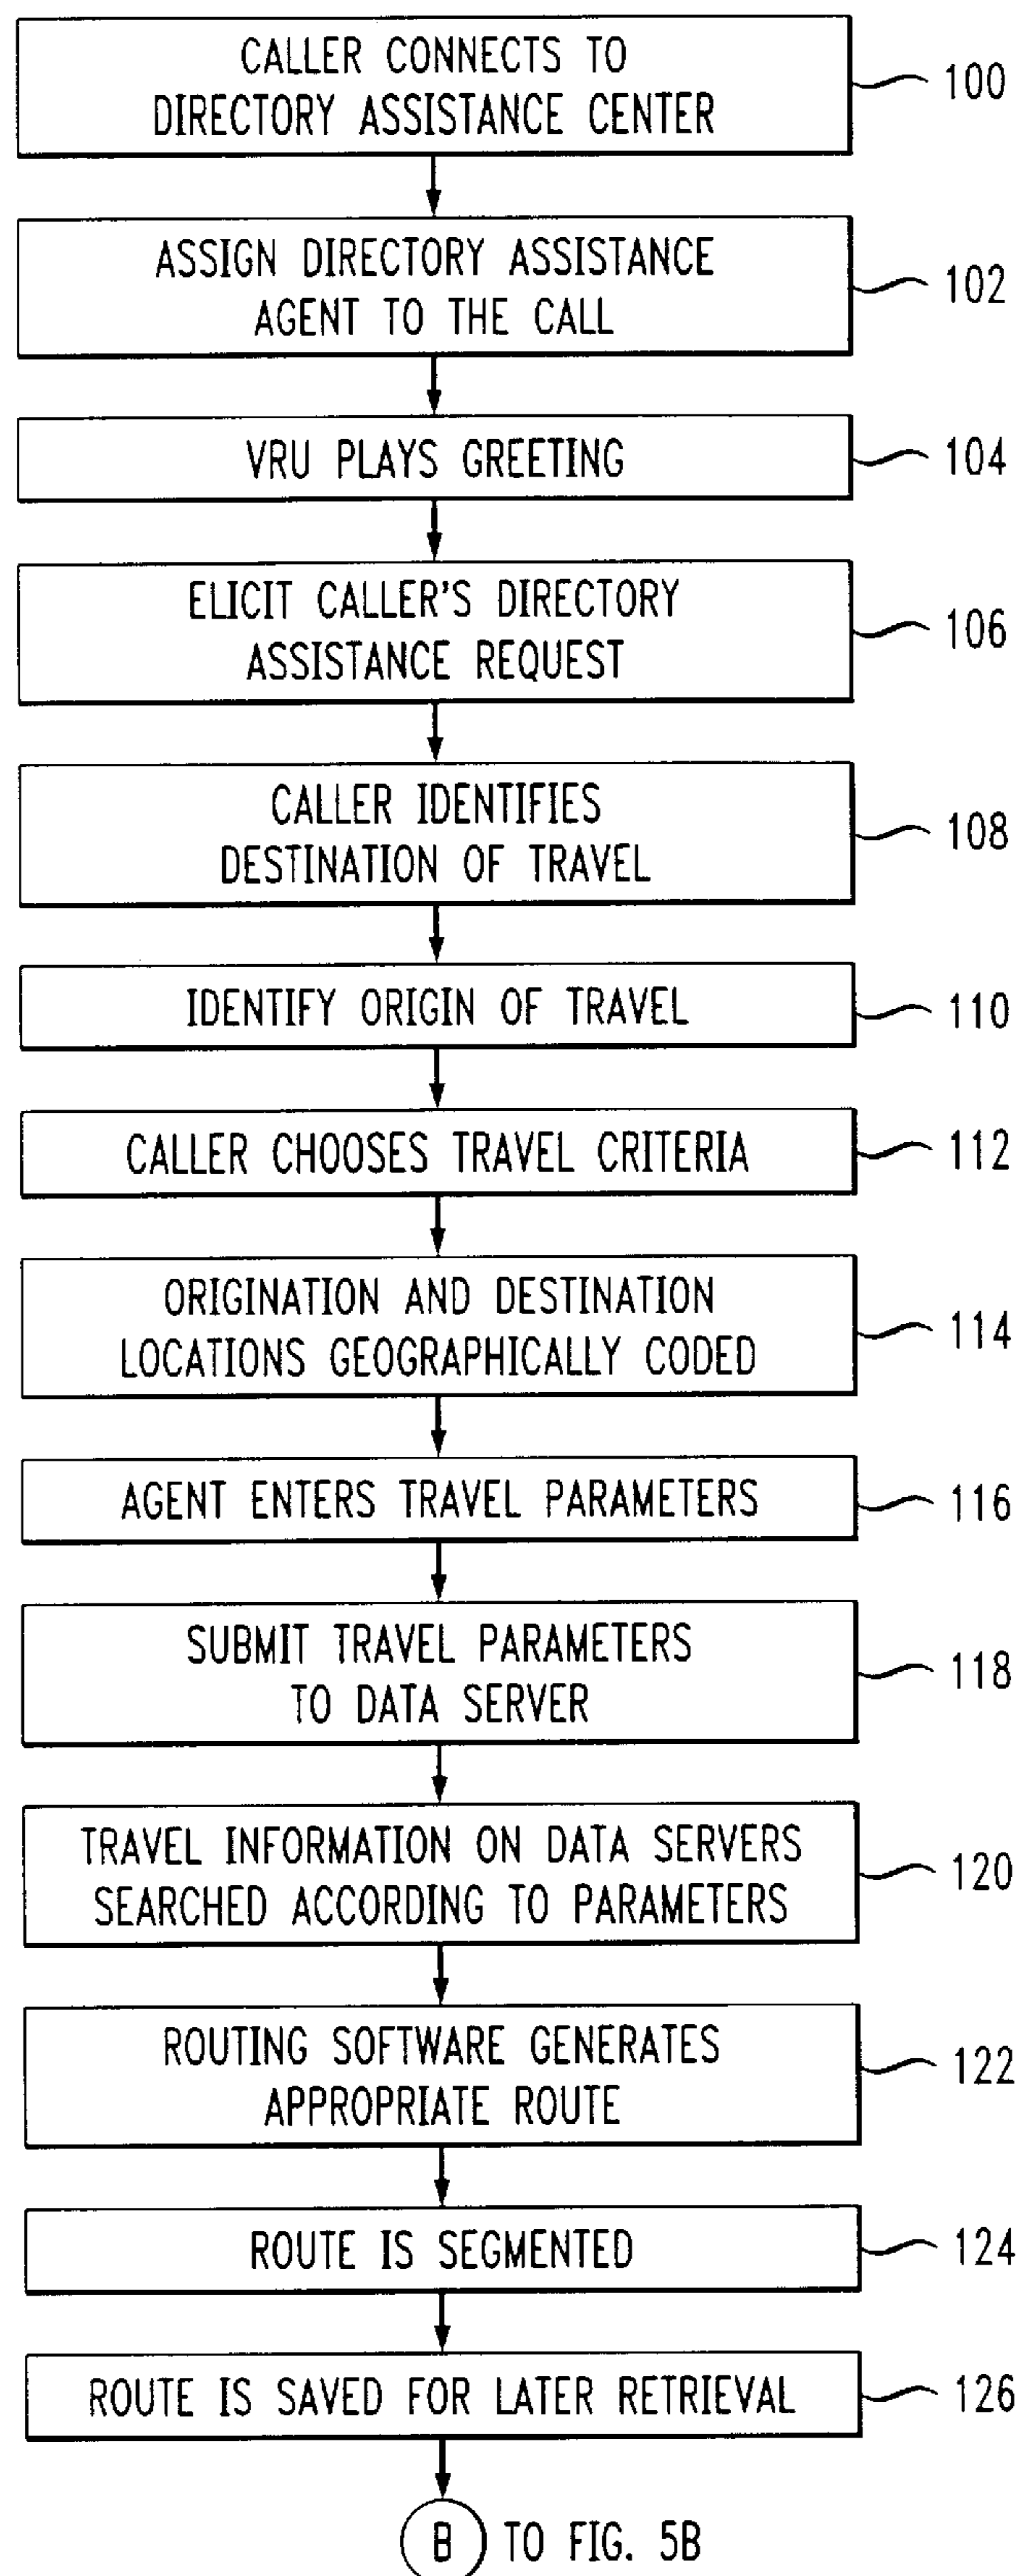 CALLER CONNECTS TO
DIRECTORY ASSISTANCE CENTER
100
ASSIGN DIRECTORY ASSISTANCE
AGENT TO THE CALL
102
VRU PLAYS GREETING
104
ELICIT CALLER'S DIRECTORY
ASSISTANCE REQUEST
106
CALLER IDENTIFIES
DESTINATION OF TRAVEL
108
IDENTIFY ORIGIN OF TRAVEL
110
CALLER CHOOSES TRAVEL CRITERIA
112
ORIGINATION AND DESTINATION
LOCATIONS GEOGRAPHICALLY CODED
114
AGENT ENTERS TRAVEL PARAMETERS
116
SUBMIT TRAVEL PARAMETERS
TO DATA SERVER
118
TRAVEL INFORMATION ON DATA SERVERS
SEARCHED ACCORDING TO PARAMETERS
120
ROUTING SOFTWARE GENERATES
APPROPRIATE ROUTE
122
ROUTE IS SEGMENTED
124
ROUTE IS SAVED FOR LATER RETRIEVAL
126
B TO FIG. 5B